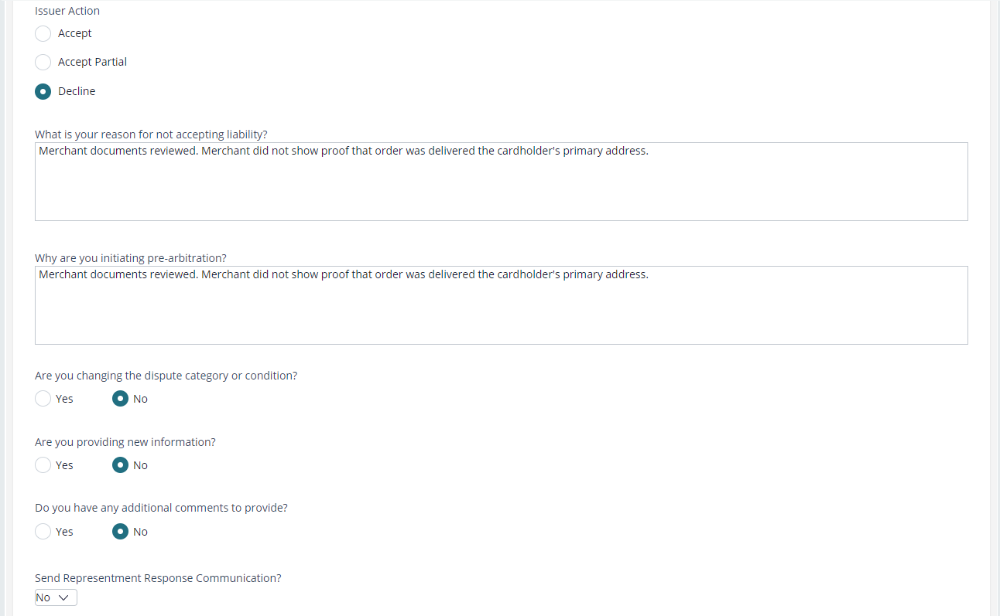 Issuer Action
Accept
Accept Partial
Decline
What is your reason for not accepting liability?
Merchant documents reviewed. Merchant did not show proof that order was delivered the cardholder's primary address.
Why are you initiating pre-arbitration?
Merchant documents reviewed. Merchant did not show proof that order was delivered the cardholder's primary address.
Are you changing the dispute category or condition?
Yes No
Are you providing new information?
Yes No
Do you have any additional comments to provide?
Yes No
Send Representment Response Communication?
No